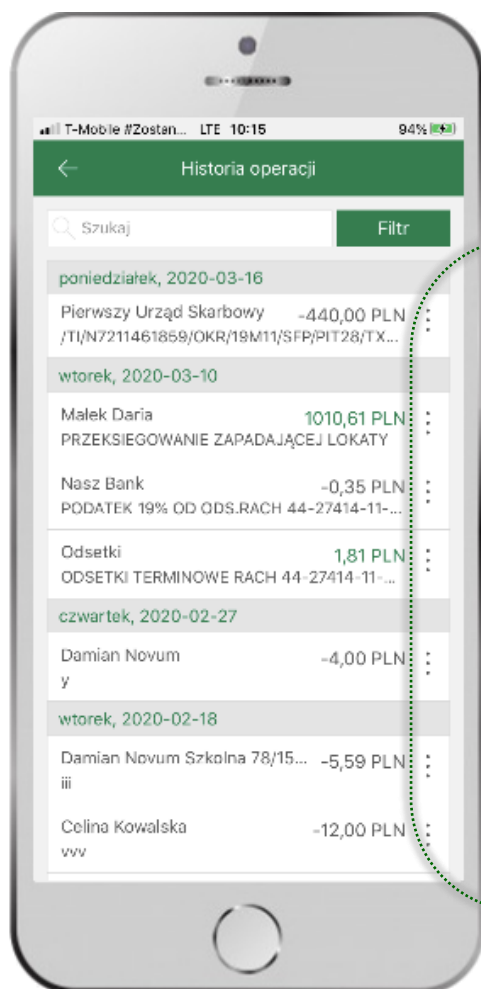 T-Mobile #Zostan... LTE 10:15 94%
Historia operacji
Szukaj Filtr
poniedziałek, 2020-03-16
Pierwszy Urząd Skarbowy -440,00 PLN
/TI/N7211461859/OKR/19M11/SFP/PIT28/TX...
wtorek, 2020-03-10
Małek Daria 1010,61 PLN
PRZEKSIEGOWANIE ZAPADAJĄCEJ LOKATY
Nasz Bank -0,35 PLN
PODATEK 19% OD ODS.RACH 44-27414-11-...
Odsetki 1,81 PLN
ODSETKI TERMINOWE RACH 44-27414-11-...
czwartek, 2020-02-27
Damian Novum -4,00 PLN
y
wtorek, 2020-02-18
Damian Novum Szkolna 78/15... -5,59 PLN
iii
Celina Kowalska -12,00 PLN
vvv